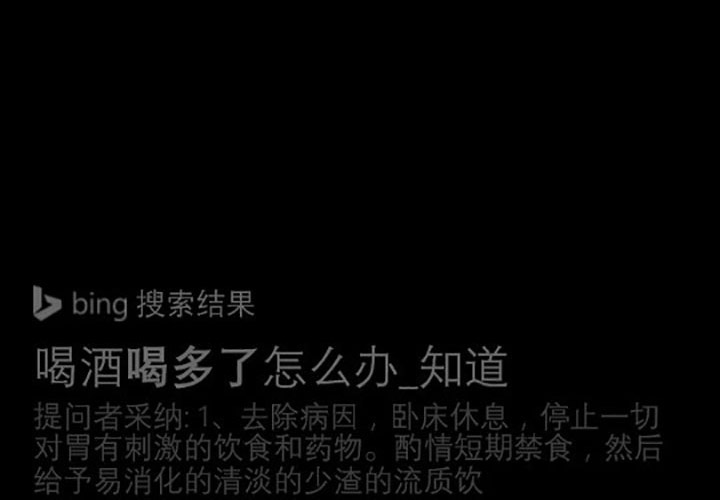 bing 搜索结果
喝酒喝多了怎么办_知道
提问者采纳: 1、去除病因，卧床休息，停止一切
对胃有刺激的饮食和药物。酌情短期禁食，然后
给予易消化的清淡的少渣的流质饮